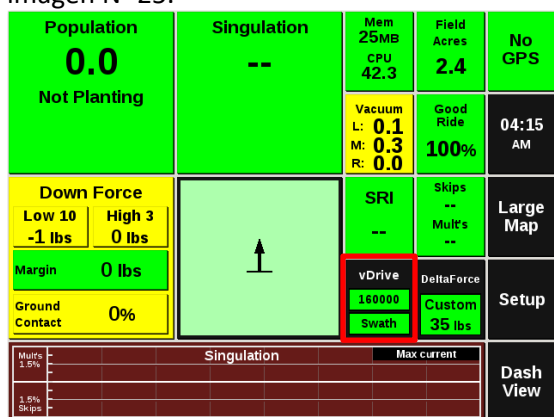 Imagen N° 25.
Population
0.0
Not Planting
Singulation
--
Mem
25MB
CPU
42.3
Field
Acres
2.4
No
GPS
Vacuum
L: 0.1
M: 0.3
R: 0.0
Good
Ride
100%
04:15
AM
Down Force
Low 10
-1 lbs
High 3
0 lbs
Margin 0 lbs
Ground
Contact 0%
SRI
--
Skips
--
Mult's
--
Large
Map
vDrive
160000
Swath
DeltaForce
Custom
35 lbs
Setup
Mult's
1.5%
Singulation
Max current
1.5%
Skips
Dash
View